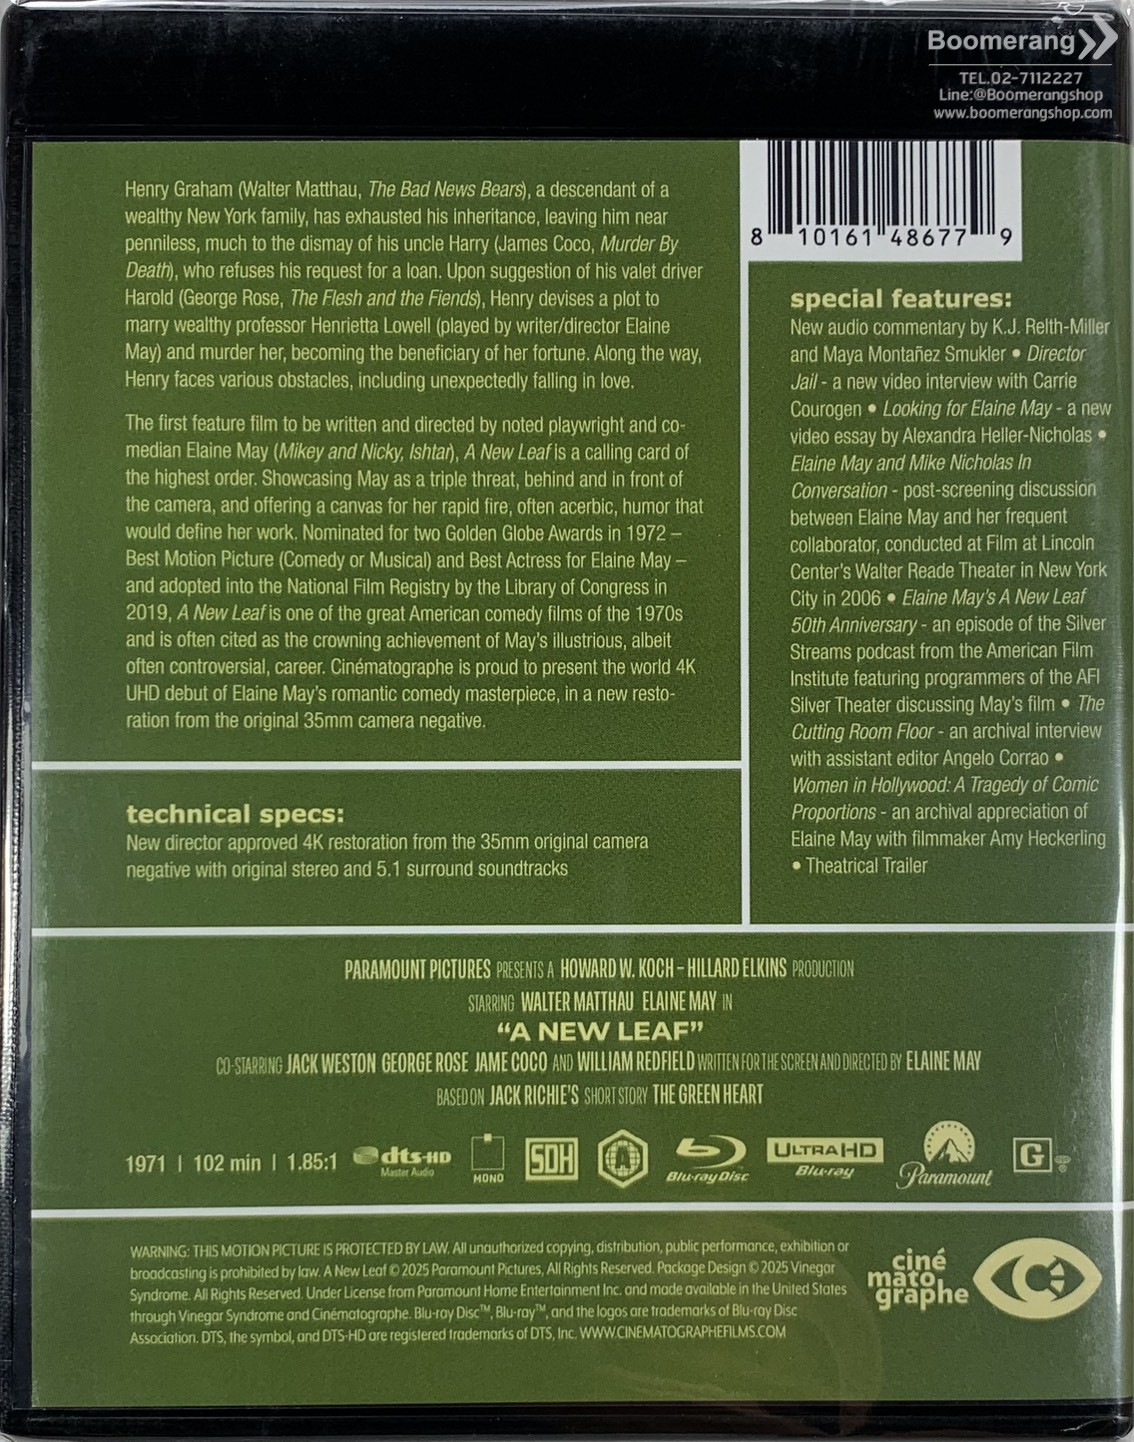 Boomerang
TEL.02-7112227
Line:@Boomerangshop
www.boomerangshop.com
8 10161 48677 9
Henry Graham (Walter Matthau, The Bad News Bears), a descendant of a
wealthy New York family, has exhausted his inheritance, leaving him near
penniless, much to the dismay of his uncle Harry (James Coco, Murder By
Death), who refuses his request for a loan. Upon suggestion of his valet driver
Harold (George Rose, The Flesh and the Fiends), Henry devises a plot to
marry wealthy professor Henrietta Lowell (played by writer/director Elaine
May) and murder her, becoming the beneficiary of her fortune. Along the way,
Henry faces various obstacles, including unexpectedly falling in love.
The first feature film to be written and directed by noted playwright and co-
median Elaine May (Mikey and Nicky, Ishtar), A New Leaf is a calling card of
the highest order. Showcasing May as a triple threat, behind and in front of
the camera, and offering a canvas for her rapid fire, often acerbic, humor that
would define her work. Nominated for two Golden Globe Awards in 1972 –
Best Motion Picture (Comedy or Musical) and Best Actress for Elaine May –
and adopted into the National Film Registry by the Library of Congress in
2019, A New Leaf is one of the great American comedy films of the 1970s
and is often cited as the crowning achievement of May's illustrious, albeit
often controversial, career. Cinématographe is proud to present the world 4K
UHD debut of Elaine May's romantic comedy masterpiece, in a new resto-
ration from the original 35mm camera negative.
technical specs:
New director approved 4K restoration from the 35mm original camera
negative with original stereo and 5.1 surround soundtracks
special features:
New audio commentary by K.J. Relth-Miller
and Maya Montañez Smukler • Director
Jail - a new video interview with Carrie
Courogen • Looking for Elaine May - a new
video essay by Alexandra Heller-Nicholas •
Elaine May and Mike Nicholas In
Conversation - post-screening discussion
between Elaine May and her frequent
collaborator, conducted at Film at Lincoln
Center's Walter Reade Theater in New York
City in 2006 • Elaine May's A New Leaf
50th Anniversary - an episode of the Silver
Streams podcast from the American Film
Institute featuring programmers of the AFI
Silver Theater discussing May's film • The
Cutting Room Floor - an archival interview
with assistant editor Angelo Corrao •
Women in Hollywood: A Tragedy of Comic
Proportions - an archival appreciation of
Elaine May with filmmaker Amy Heckerling
• Theatrical Trailer
PARAMOUNT PICTURES PRESENTS A HOWARD W. KOCH – HILLARD ELKINS PRODUCTION
STARRING WALTER MATTHAU ELAINE MAY IN
“A NEW LEAF”
CO-STARRING JACK WESTON GEORGE ROSE JAME COCO AND WILLIAM REDFIELD WRITTEN FOR THE SCREEN AND DIRECTED BY ELAINE MAY
BASED ON JACK RICHIE'S SHORT STORY THE GREEN HEART
1971 | 102 min | 1.85:1
dts-HD
Master Audio
MONO
SDH
A
Blu-ray Disc
ULTRA HD
Blu-ray
Paramount
G
WARNING: THIS MOTION PICTURE IS PROTECTED BY LAW. All unauthorized copying, distribution, public performance, exhibition or
broadcasting is prohibited by law. A New Leaf © 2025 Paramount Pictures, All Rights Reserved. Package Design © 2025 Vinegar
Syndrome. All Rights Reserved. Under License from Paramount Home Entertainment Inc. and made available in the United States
through Vinegar Syndrome and Cinématographe. Blu-ray Disc™, Blu-ray™, and the logos are trademarks of Blu-ray Disc
Association. DTS, the symbol, and DTS-HD are registered trademarks of DTS, Inc. WWW.CINEMATOGRAPHEFILMS.COM
ciné
mato
graphe